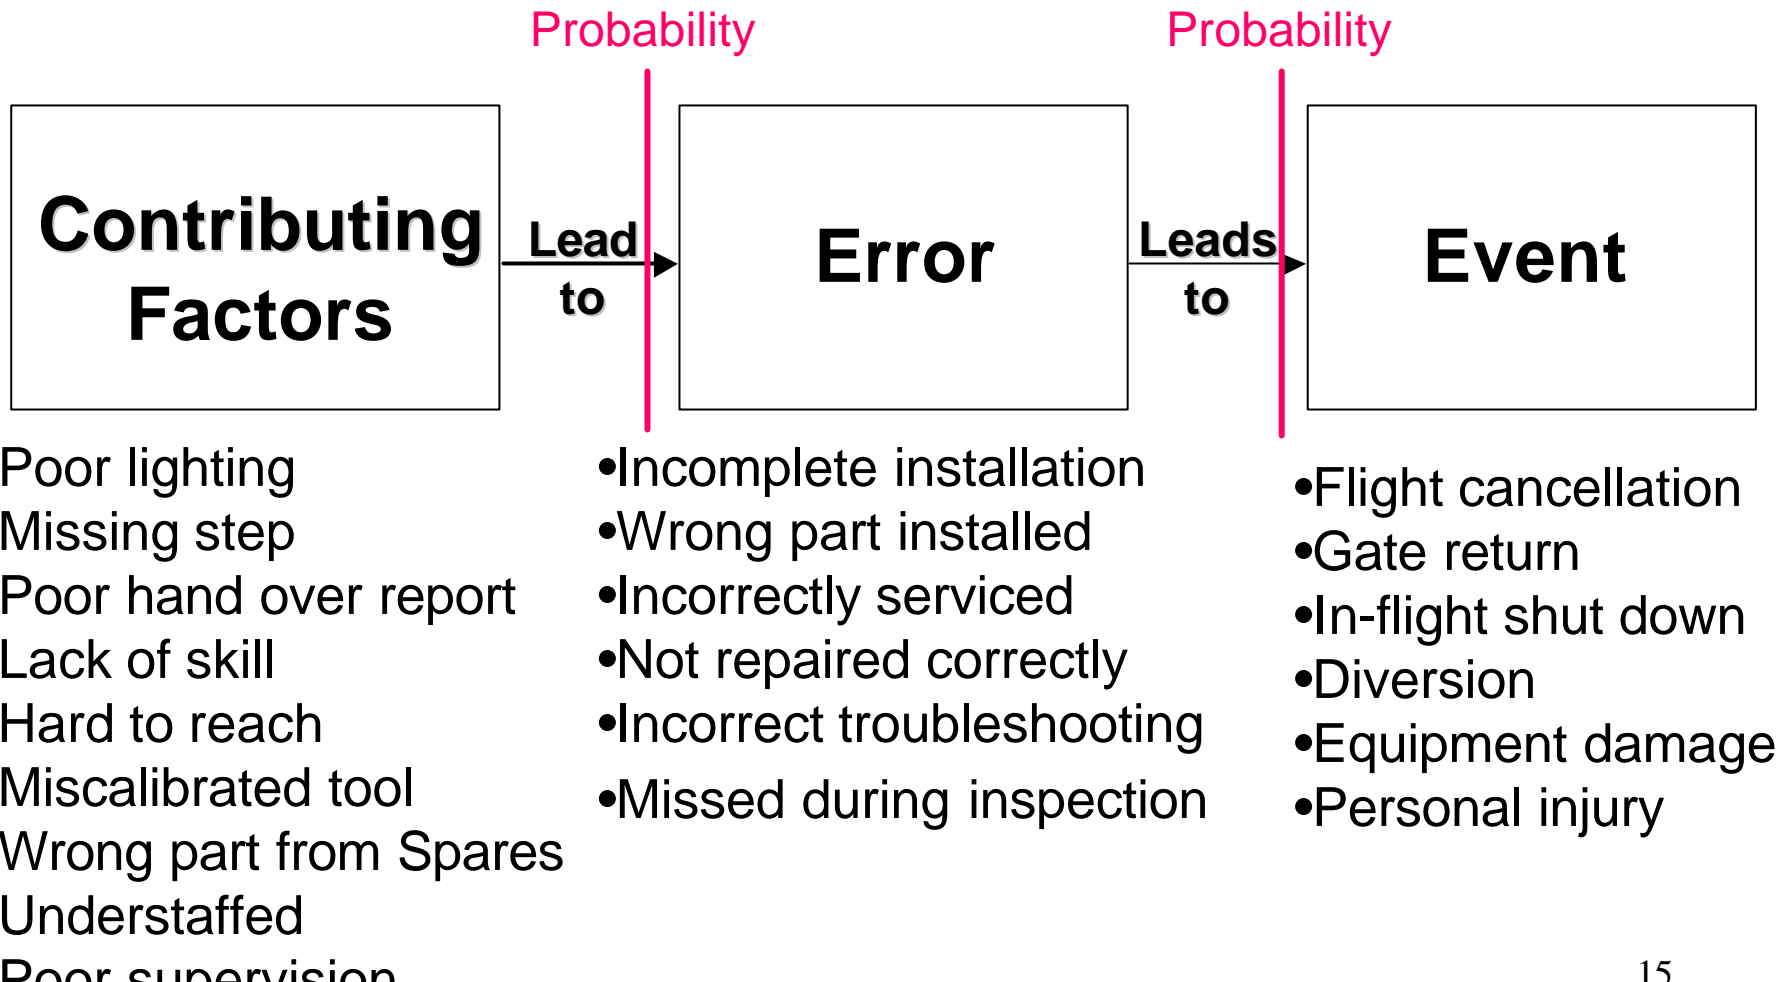 Probability
Probability
Contributing
Factors
Lead
to
Error
Leads
to
Event
Poor lighting
Missing step
Poor hand over report
Lack of skill
Hard to reach
Miscalibrated tool
Wrong part from Spares
Understaffed
Poor supervision
•Incomplete installation
•Wrong part installed
•Incorrectly serviced
•Not repaired correctly
•Incorrect troubleshooting
•Missed during inspection
•Flight cancellation
•Gate return
•In-flight shut down
•Diversion
•Equipment damage
•Personal injury
15